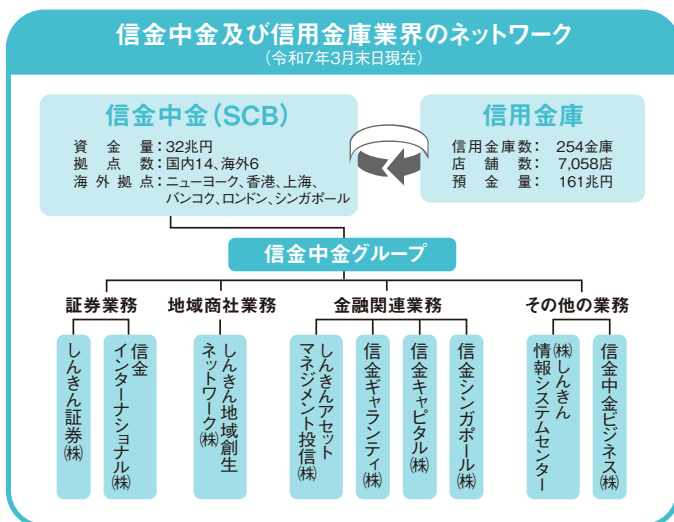 信金中金及び信用金庫業界のネットワーク
(令和7年3月末日現在)
信金中金(SCB)
資金量:32兆円
拠点数:国内14、海外6
海外拠点:ニューヨーク、香港、上海、
バンコク、ロンドン、シンガポール
信用金庫
信用金庫数: 254金庫
店舗数: 7,058店
預金量: 161兆円
信金中金グループ
証券業務
しんきん証券㈱
信金
インターナショナル㈱
地域商社業務
しんきん地域創生
ネットワーク㈱
金融関連業務
しんきんアセット
マネジメント投信㈱
信金ギャランティ㈱
信金キャピタル㈱
信金シンガポール㈱
その他の業務
㈱しんきん
情報システムセンター
信金中金ビジネス㈱